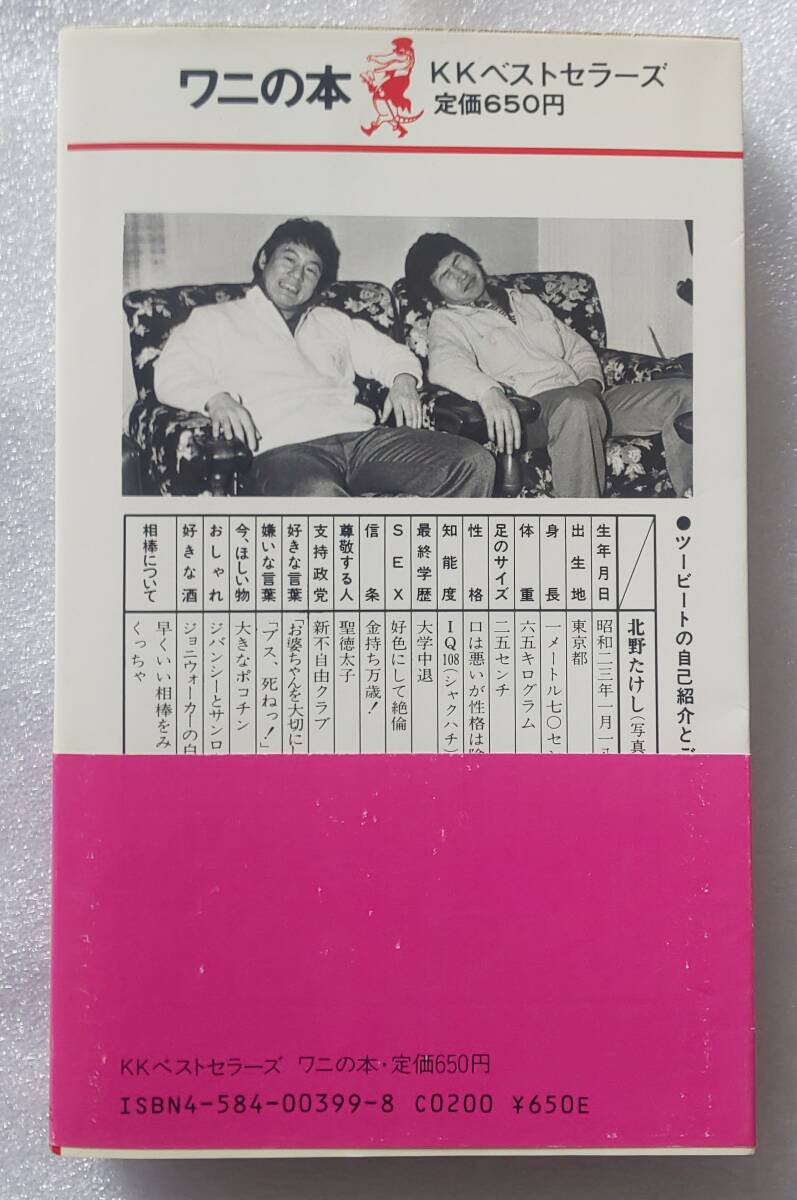 ワニの本
KKベストセラーズ
定価650円
●ツービートの自己紹介と
北野たけし(写真
生年月日 昭和二三年一月一八
出生地 東京都
身長 一メートル七〇セン
体重 六五キログラム
足のサイズ 二五センチ
性格 口は悪いが性格は
知能度 IQ108(シャクハチ)
最終学歴 大学中退
SEX 好色にして絶倫
信条 金持ち万歳!
尊敬する人 聖徳太子
支持政党 新不自由クラブ
好きな言葉 「お婆ちゃんを大切にし
嫌いな言葉 「ブス、死ねっ!」
今、ほしい物 大きなポコチン
おしゃれ ジバンシーとサンロ
好きな酒 ジョニウォーカーの白
相棒について 早くいい相棒をみ
くっちゃ
KKベストセラーズ ワニの本・定価650円
ISBN4-584-00399-8 C0200 ¥650E